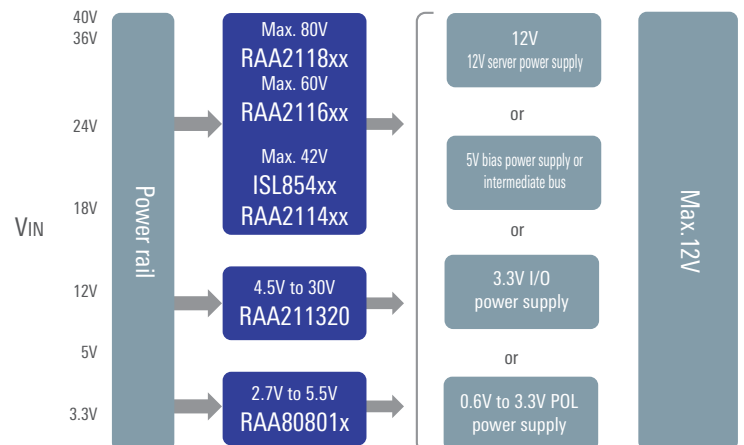 40V
36V
24V
18V
VIN
12V
5V
3.3V
Power rail
Max. 80V
RAA2118xx
Max. 60V
RAA2116xx
Max. 42V
ISL854xx
RAA2114xx
4.5V to 30V
RAA211320
2.7V to 5.5V
RAA80801x
12V
12V server power supply
or
5V bias power supply or
intermediate bus
or
3.3V I/O
power supply
or
0.6V to 3.3V POL
power supply
Max.12V